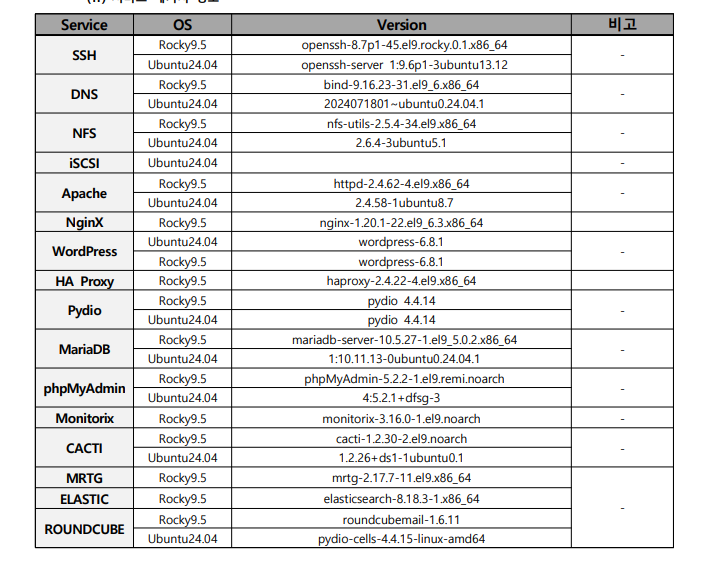 Service OS Version 비고
SSH Rocky9.5 openssh-8.7p1-45.el9.rocky.0.1.x86_64 -
Ubuntu24.04 openssh-server 1:9.6p1-3ubuntu13.12
DNS Rocky9.5 bind-9.16.23-31.el9_6.x86_64 -
Ubuntu24.04 2024071801~ubuntu0.24.04.1
NFS Rocky9.5 nfs-utils-2.5.4-34.el9.x86_64 -
Ubuntu24.04 2.6.4-3ubuntu5.1
iSCSI Ubuntu24.04 -
Apache Rocky9.5 httpd-2.4.62-4.el9.x86_64 -
Ubuntu24.04 2.4.58-1ubuntu8.7
NginX Rocky9.5 nginx-1.20.1-22.el9_6.3.x86_64
WordPress Ubuntu24.04 wordpress-6.8.1 -
Rocky9.5 wordpress-6.8.1
HA Proxy Rocky9.5 haproxy-2.4.22-4.el9.x86_64
Pydio Rocky9.5 pydio 4.4.14 -
Ubuntu24.04 pydio 4.4.14
MariaDB Rocky9.5 mariadb-server-10.5.27-1.el9_5.0.2.x86_64 -
Ubuntu24.04 1:10.11.13-0ubuntu0.24.04.1
phpMyAdmin Rocky9.5 phpMyAdmin-5.2.2-1.el9.remi.noarch -
Ubuntu24.04 4:5.2.1+dfsg-3
Monitorix Rocky9.5 monitorix-3.16.0-1.el9.noarch -
CACTI Rocky9.5 cacti-1.2.30-2.el9.noarch -
Ubuntu24.04 1.2.26+ds1-1ubuntu0.1
MRTG Rocky9.5 mrtg-2.17.7-11.el9.x86_64
ELASTIC Rocky9.5 elasticsearch-8.18.3-1.x86_64 -
ROUNDCUBE Rocky9.5 roundcubemail-1.6.11
Ubuntu24.04 pydio-cells-4.4.15-linux-amd64